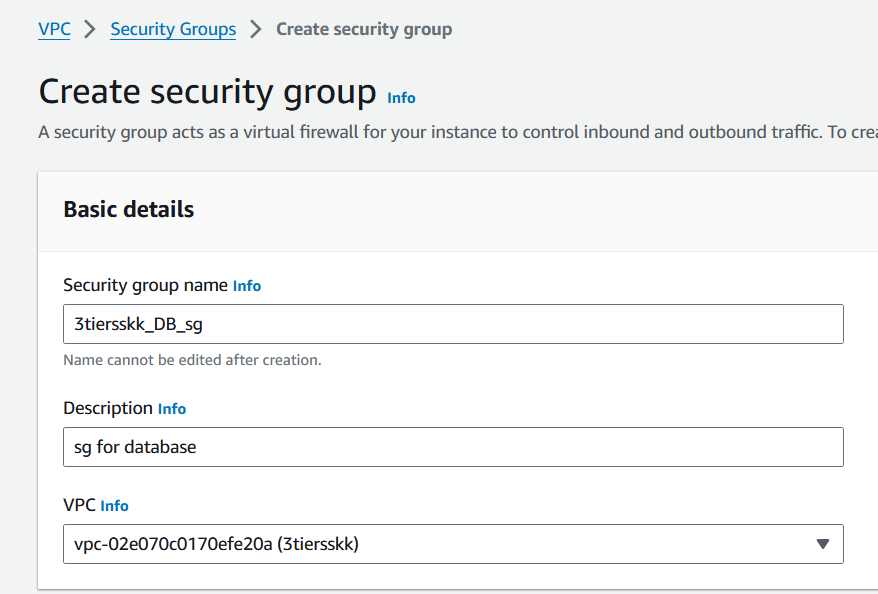 VPC > Security Groups > Create security group
Create security group Info
A security group acts as a virtual firewall for your instance to control inbound and outbound traffic. To
Basic details
Security group name Info
3tiersskk_DB_sg
Name cannot be edited after creation.
Description Info
sg for database
VPC Info
vpc-02e070c0170efe20a (3tiersskk)